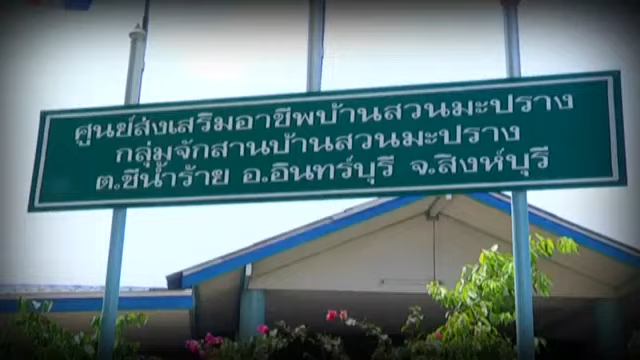 ศูนย์ส่งเสริมอาชีพบ้านสวนมะปราง
กลุ่มจักสานบ้านสวนมะปราง
ต.ชีน้ำร้าย อ.อินทร์บุรี จ.สิงห์บุรี